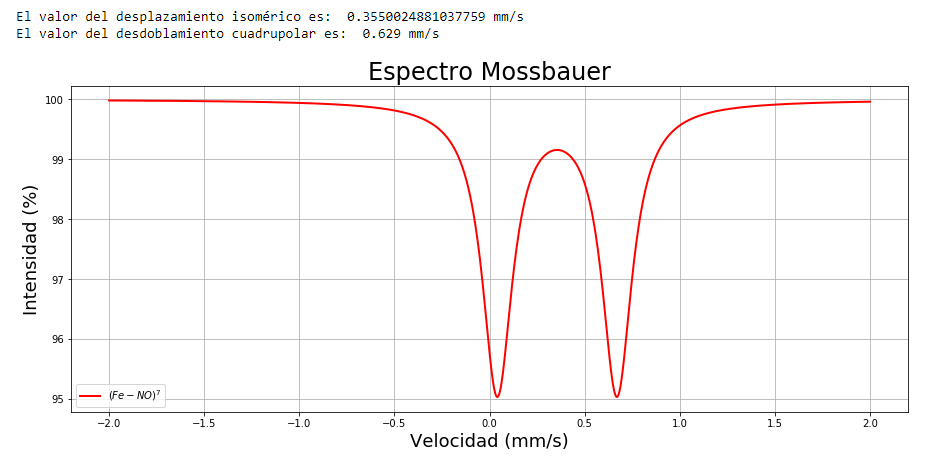 El valor del desplazamiento isomérico es:  0.3550024881037759 mm/s
El valor del desdoblamiento cuadrupolar es:  0.629 mm/s
Espectro Mossbauer
Intensidad (%)
100
99
98
97
96
95
(Fe − NO)⁷
−2.0 −1.5 −1.0 −0.5 0.0 0.5 1.0 1.5 2.0
Velocidad (mm/s)